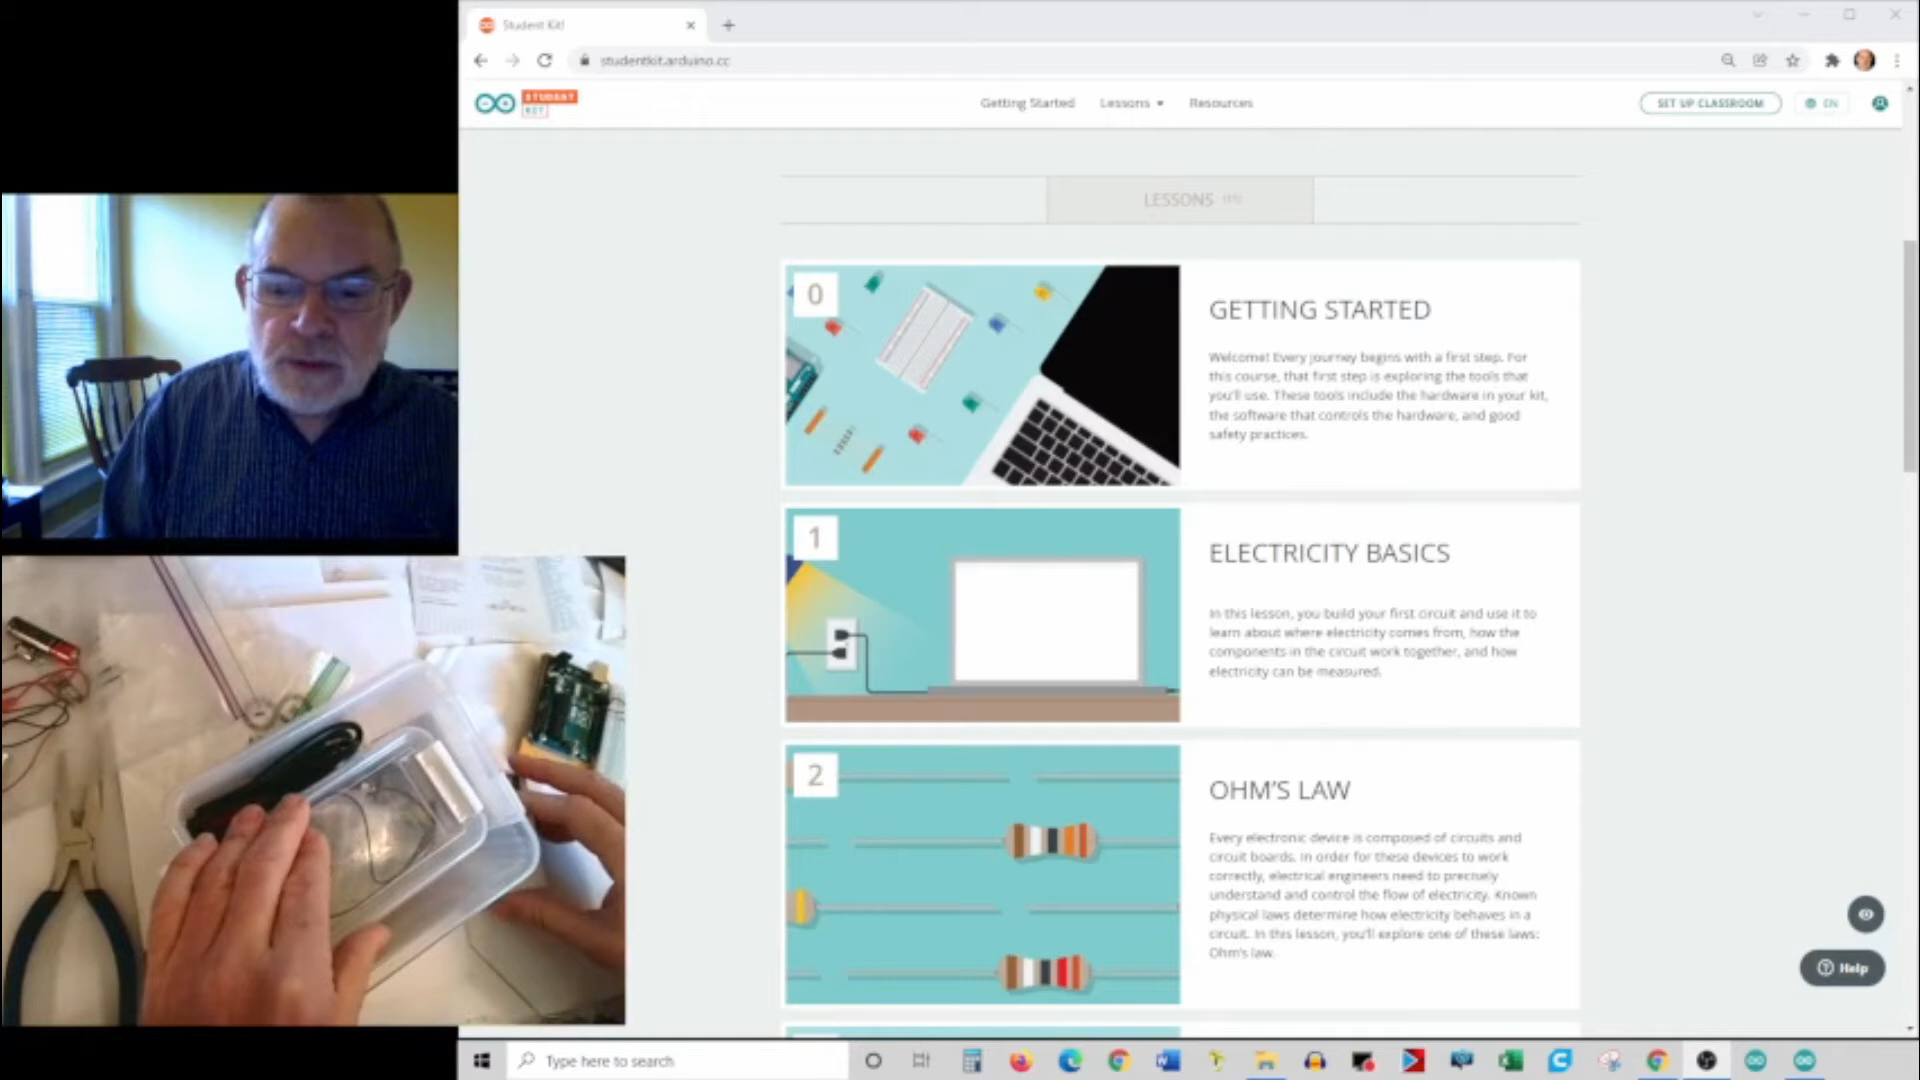 Student Kit!
studentkit.arduino.cc
STUDENT
KIT
Getting Started
Lessons
Resources
SET UP CLASSROOM
EN
LESSONS
0
GETTING STARTED
Welcome! Every journey begins with a first step. For
this course, that first step is exploring the tools that
you'll use. These tools include the hardware in your kit,
the software that controls the hardware, and good
safety practices.
1
ELECTRICITY BASICS
In this lesson, you build your first circuit and use it to
learn about where electricity comes from, how the
components in the circuit work together, and how
electricity can be measured.
2
OHM'S LAW
Every electronic device is composed of circuits and
circuit boards. In order for these devices to work
correctly, electrical engineers need to precisely
understand and control the flow of electricity. Known
physical laws determine how electricity behaves in a
circuit. In this lesson, you'll explore one of these laws:
Ohm's law.
Help
Type here to search